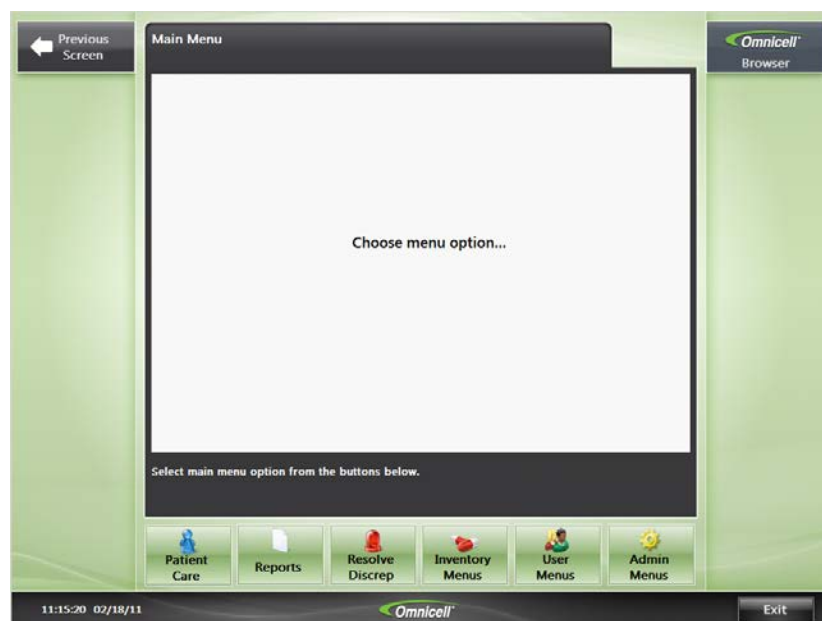 Previous
Screen
Main Menu
Omnicell
Browser
Choose menu option...
Select main menu option from the buttons below.
Patient
Care
Reports
Resolve
Discrep
Inventory
Menus
User
Menus
Admin
Menus
11:15:20 02/18/11
Omnicell
Exit